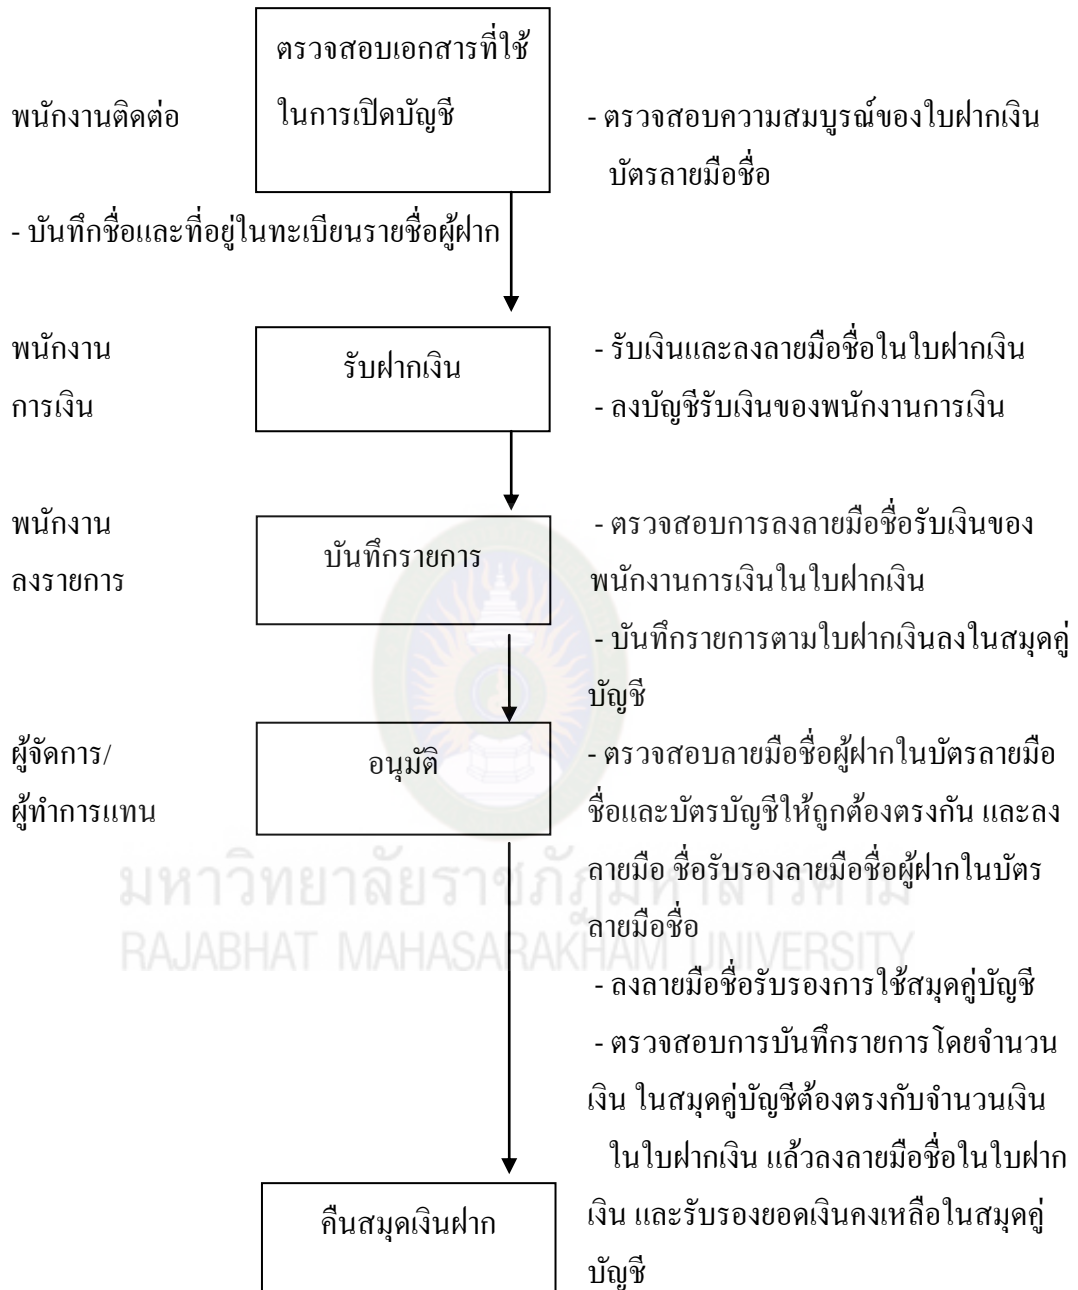 ตรวจสอบเอกสารที่ใช้
ในการเปิดบัญชี
พนักงานติดต่อ
- ตรวจสอบความสมบูรณ์ของใบฝากเงิน
บัตรลายมือชื่อ
- บันทึกชื่อและที่อยู่ในทะเบียนรายชื่อผู้ฝาก
พนักงาน
การเงิน
รับฝากเงิน
- รับเงินและลงลายมือชื่อในใบฝากเงิน
- ลงบัญชีรับเงินของพนักงานการเงิน
พนักงาน
ลงรายการ
บันทึกรายการ
- ตรวจสอบการลงลายมือชื่อรับเงินของ
พนักงานการเงินในใบฝากเงิน
- บันทึกรายการตามใบฝากเงินลงในสมุดคู่
บัญชี
ผู้จัดการ/
ผู้ทำการแทน
อนุมัติ
- ตรวจสอบลายมือชื่อผู้ฝากในบัตรลายมือ
ชื่อและบัตรบัญชีให้ถูกต้องตรงกัน และลง
ลายมือ ชื่อรับรองลายมือชื่อผู้ฝากในบัตร
ลายมือชื่อ
- ลงลายมือชื่อรับรองการใช้สมุดคู่บัญชี
- ตรวจสอบการบันทึกรายการโดยจำนวน
เงิน ในสมุดคู่บัญชีต้องตรงกับจำนวนเงิน
ในใบฝากเงิน แล้วลงลายมือชื่อในใบฝาก
เงิน และรับรองยอดเงินคงเหลือในสมุดคู่
บัญชี
คืนสมุดเงินฝาก
มหาวิทยาลัยราชภัฏมหาสารคาม
RAJABHAT MAHASARAKHAM UNIVERSITY